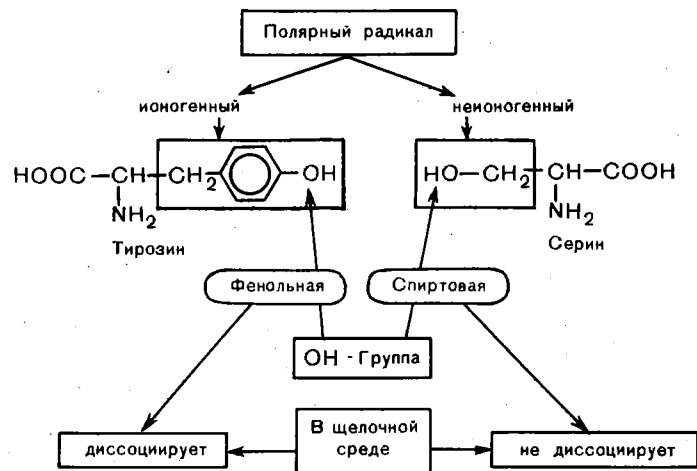 Полярный радикал
ионогенный
неионогенный
HOOC-CH-CH₂-OH
NH₂
HO-CH₂-CH-COOH
NH₂
Тирозин
Серин
Фенольная
Спиртовая
OH - Группа
диссоциирует
В щелочной
среде
не диссоциирует